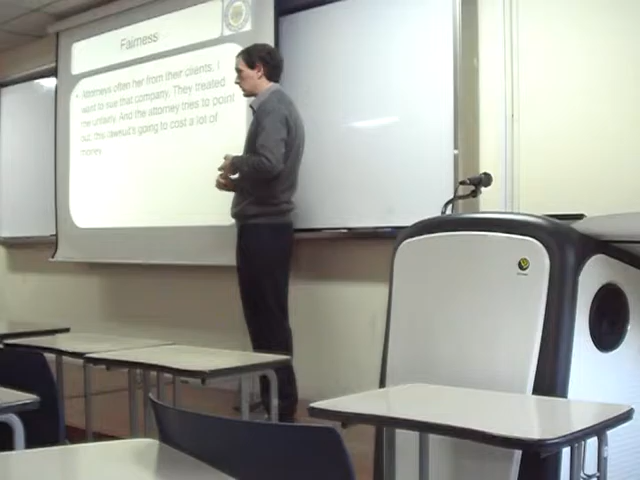 Fairness
• Attorneys often her from their clients, I
want to sue that company. They treated
me unfairly. And the attorney tries to point
out, this lawsuit's going to cost a lot of
money.